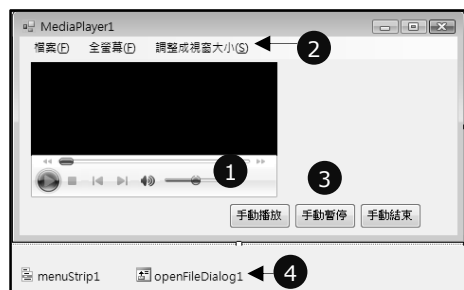 MediaPlayer1
檔案(F) 全螢幕(F) 調整成視窗大小(S)
2
1
3
手動播放 手動暫停 手動結束
menuStrip1 openFileDialog1 4